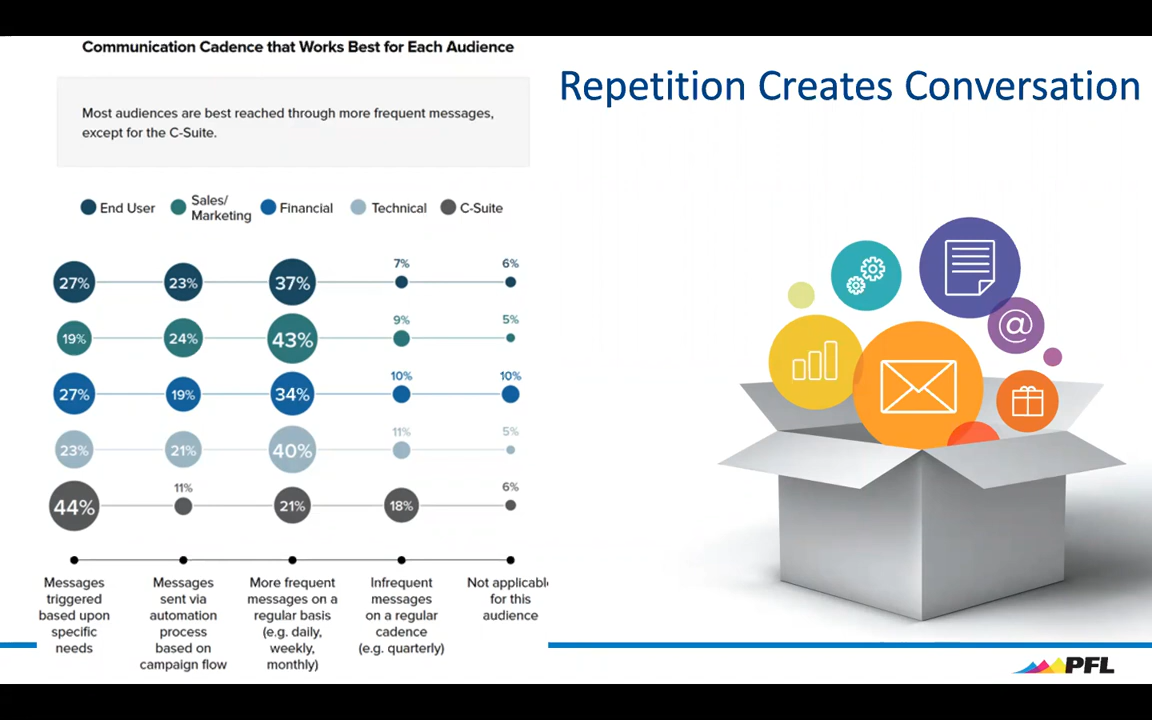 Communication Cadence that Works Best for Each Audience
Repetition Creates Conversation
Most audiences are best reached through more frequent messages,
except for the C-Suite.
End User
Sales/
Marketing
Financial
Technical
C-Suite
27% 23% 37% 7% 6%
19% 24% 43% 9% 5%
27% 19% 34% 10% 10%
23% 21% 40% 11% 5%
44% 11% 21% 18% 6%
Messages
triggered
based upon
specific
needs
Messages
sent via
automation
process
based on
campaign flow
More frequent
messages on a
regular basis
(e.g. daily,
weekly,
monthly)
Infrequent
messages
on a regular
cadence
(e.g. quarterly)
Not applicable
for this
audience
@
PFL